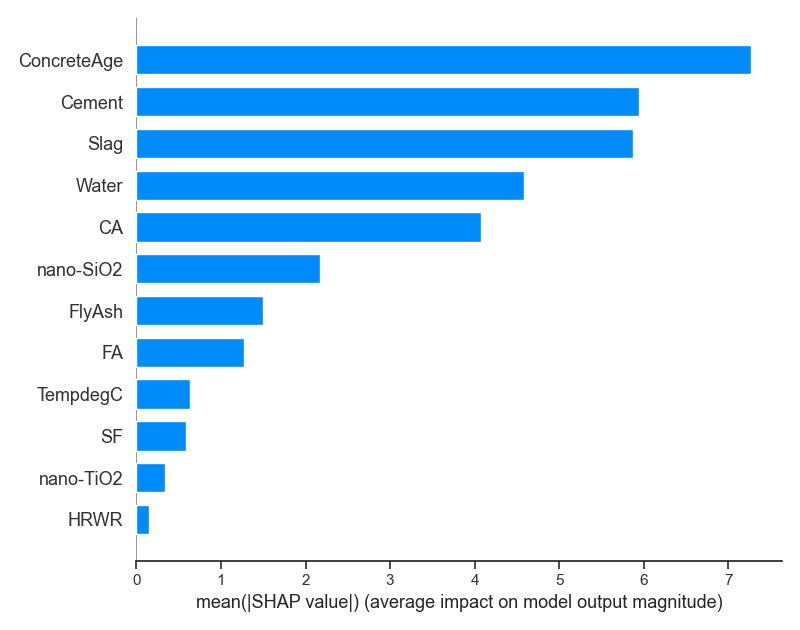 ConcreteAge
Cement
Slag
Water
CA
nano-SiO2
FlyAsh
FA
TempdegC
SF
nano-TiO2
HRWR
0 1 2 3 4 5 6 7
mean(|SHAP value|) (average impact on model output magnitude)